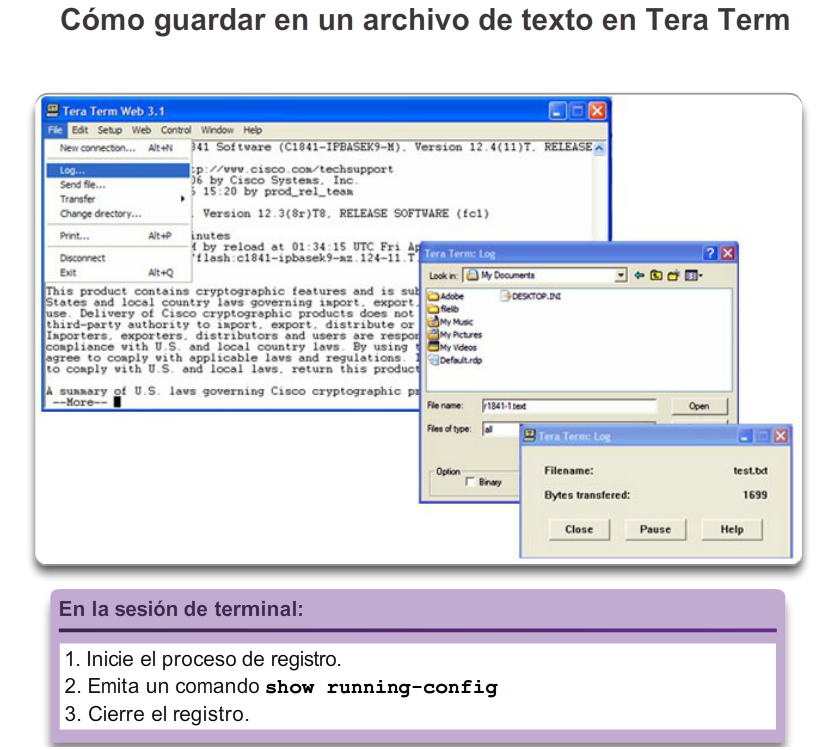 Cómo guardar en un archivo de texto en Tera Term
Tera Term Web 3.1
File Edit Setup Web Control Window Help
New connection... Alt+N
Log...
Send file...
Transfer
Change directory...
Print... Alt+P
Disconnect
Exit Alt+Q
341 Software (C1841-IPBASEK9-M), Version 12.4(11)T, RELEASE
p://www.cisco.com/techsupport
06 by Cisco Systems, Inc.
15:20 by prod_rel_team
Version 12.3(8r)T8, RELEASE SOFTWARE (fc1)
inutes
by reload at 01:34:15 UTC Fri Ap
"flash:c1841-ipbasek9-mz.124-11.T.
This product contains cryptographic features and is sub
States and local country laws governing import, export,
use. Delivery of Cisco cryptographic products does not
third-party authority to import, export, distribute or
Importers, exporters, distributors and users are respon
compliance with U.S. and local country laws. By using t
agree to comply with applicable laws and regulations. I
to comply with U.S. and local laws, return this product
A summary of U.S. laws governing Cisco cryptographic pr
--More--
Tera Term: Log
Look in: My Documents
Adobe
filelib
My Music
My Pictures
My Videos
Default.rdp
DESKTOP.INI
File name: r1841-1.text Open
Files of type: all
Option
Binary
Tera Term: Log
Filename: test.txt
Bytes transfered: 1699
Close Pause Help
En la sesión de terminal:
1. Inicie el proceso de registro.
2. Emita un comando show running-config
3. Cierre el registro.